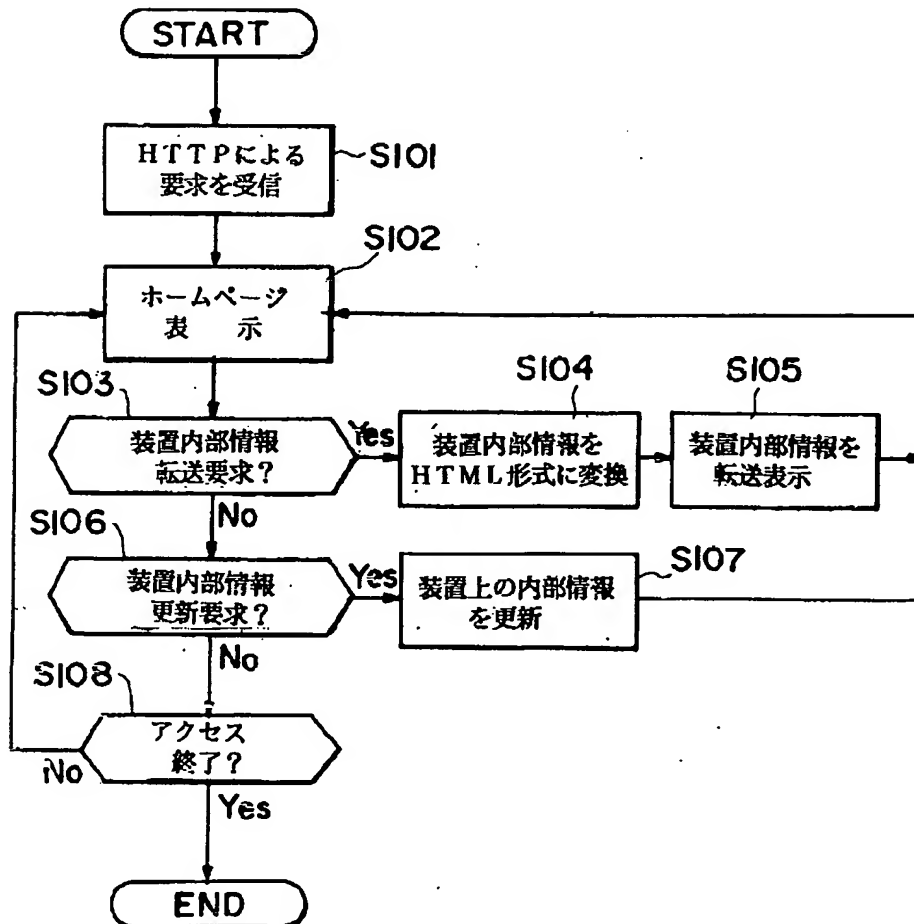 START
HTTPによる
要求を受信
S101
S102
ホームページ
表 示
S103
装置内部情報
転送要求?
Yes
No
S104
装置内部情報を
HTML形式に変換
S105
装置内部情報を
転送表示
S106
装置内部情報
更新要求?
Yes
No
S107
装置上の内部情報
を更新
S108
アクセス
終了?
No
Yes
END